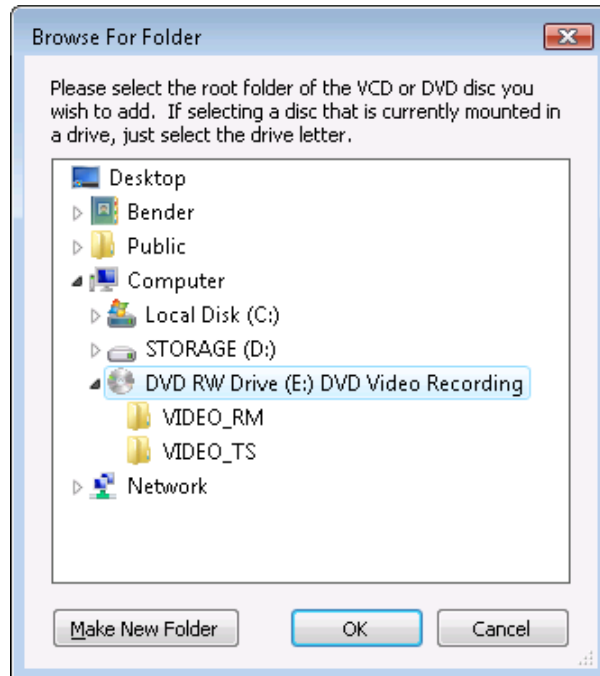 Browse For Folder
Please select the root folder of the VCD or DVD disc you
wish to add.  If selecting a disc that is currently mounted in
a drive, just select the drive letter.
Desktop
Bender
Public
Computer
Local Disk (C:)
STORAGE (D:)
DVD RW Drive (E:) DVD Video Recording
VIDEO_RM
VIDEO_TS
Network
Make New Folder OK Cancel